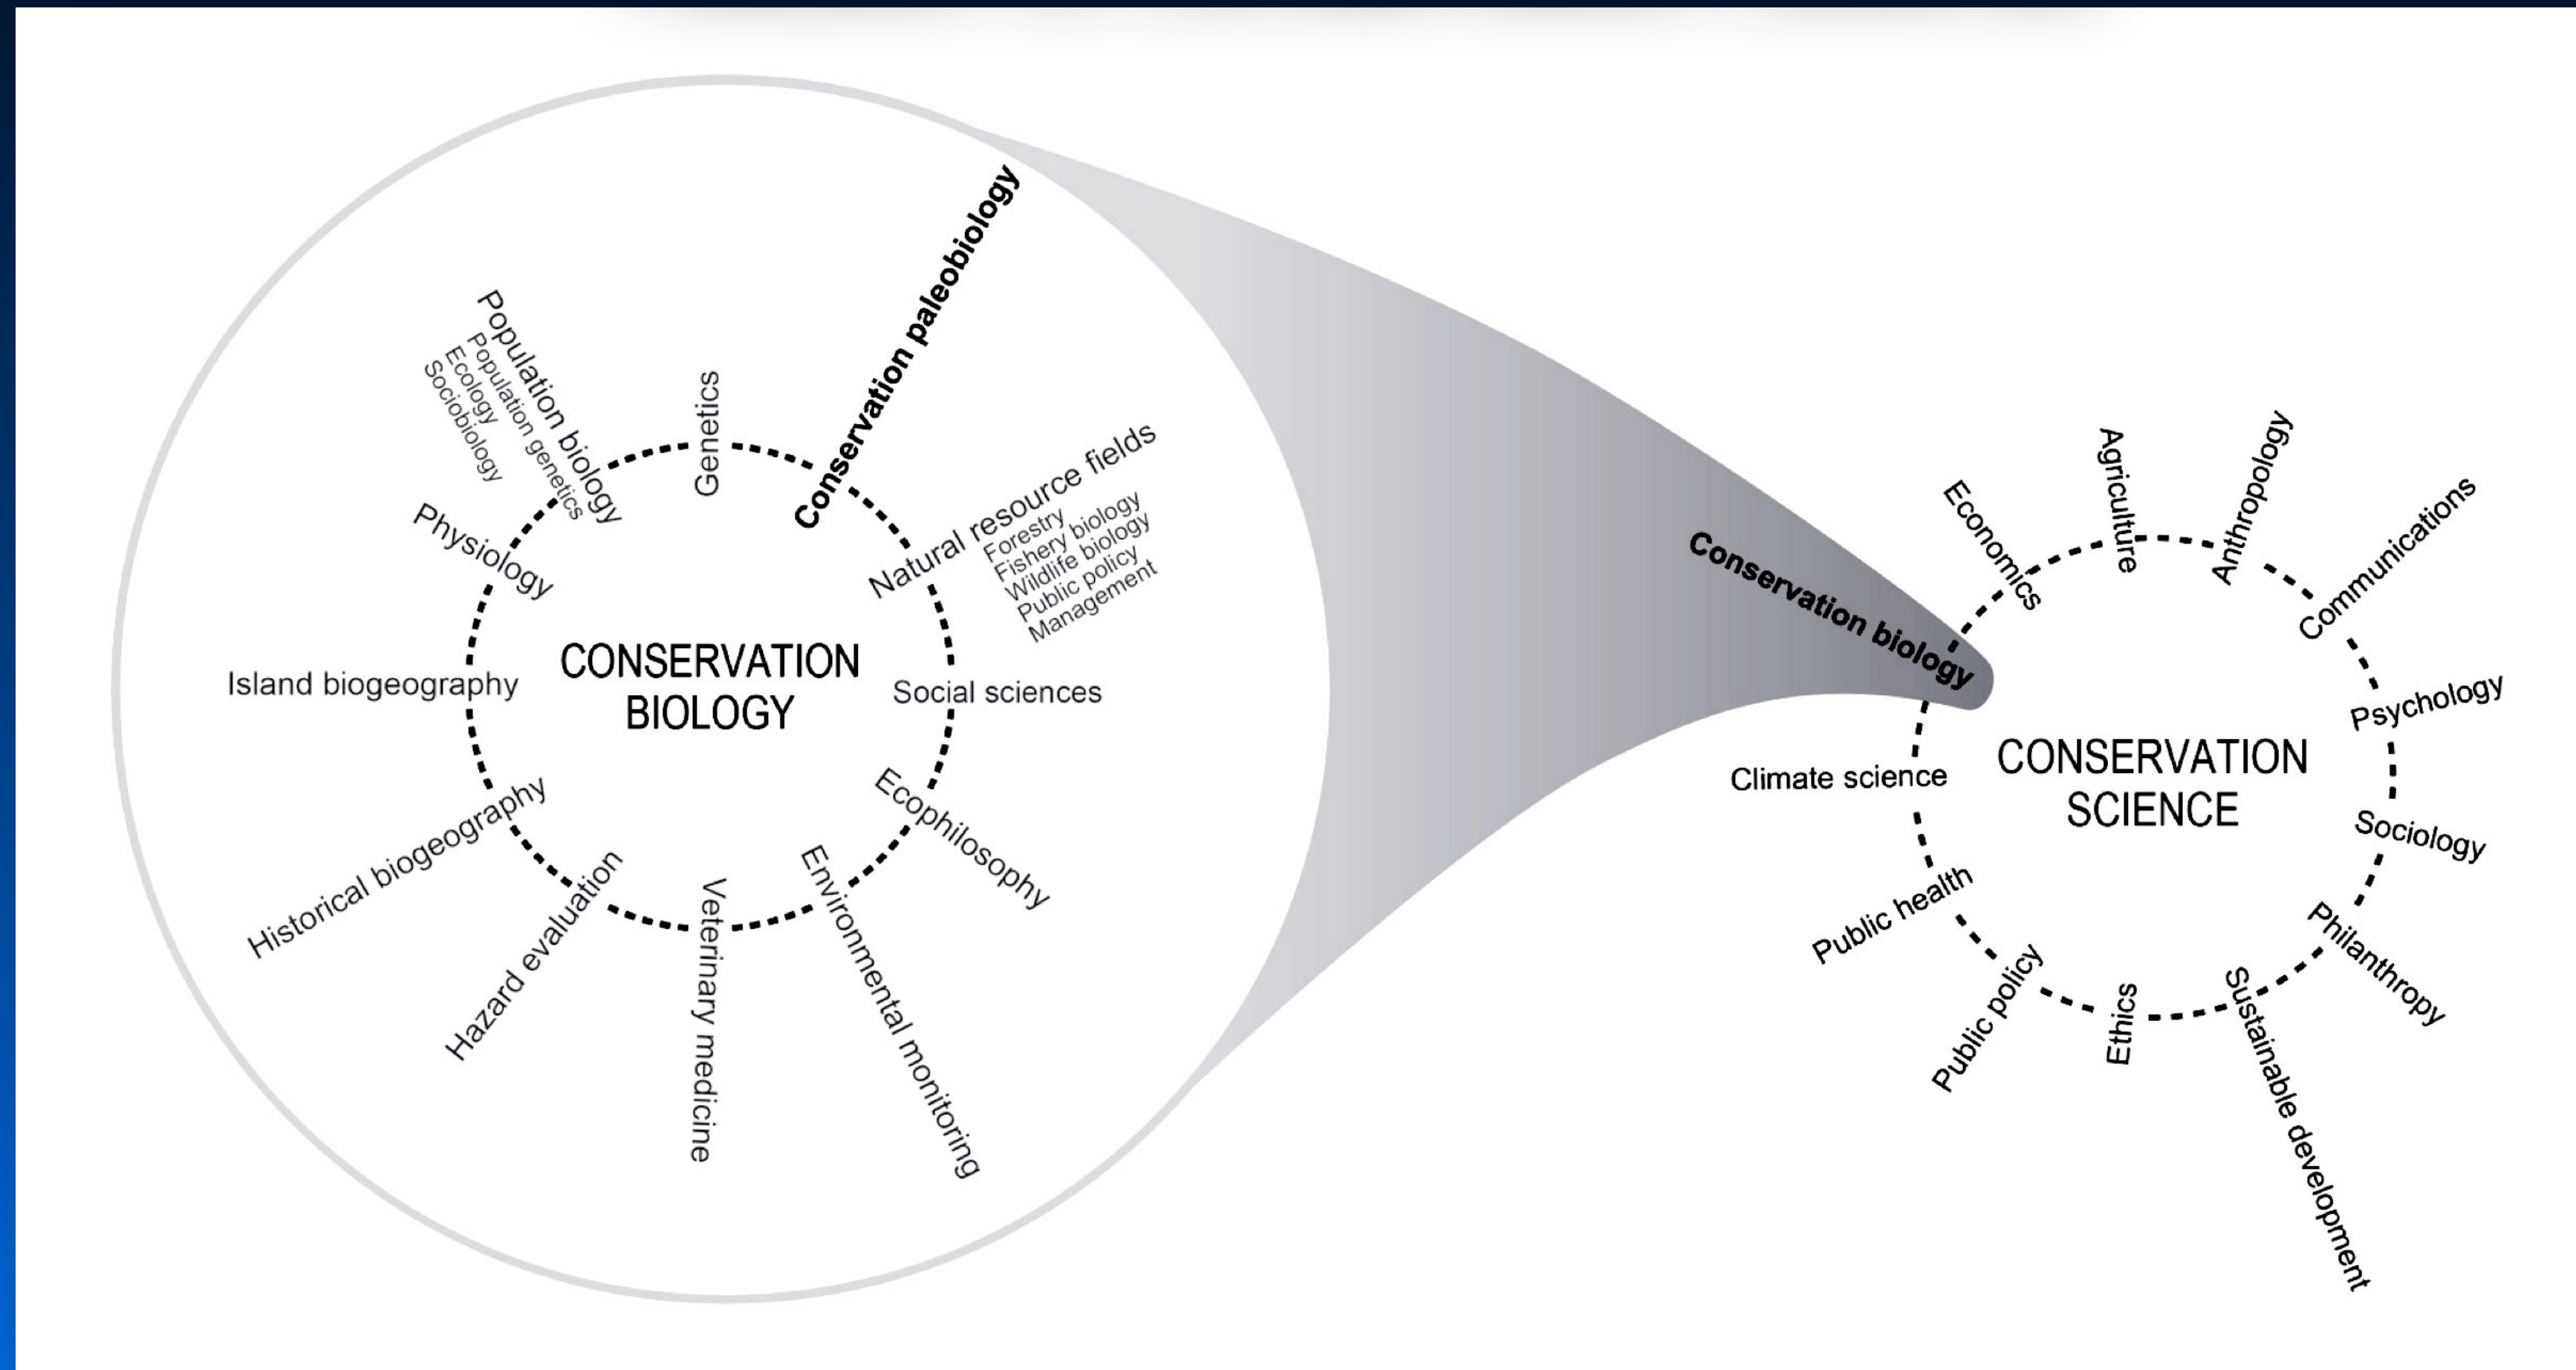 CONSERVATION
BIOLOGY
Genetics
Conservation paleobiology
Natural resource fields
Forestry
Fishery biology
Wildlife biology
Public policy
Management
Social sciences
Ecophilosophy
Environmental monitoring
Veterinary medicine
Hazard evaluation
Historical biogeography
Island biogeography
Physiology
Population biology
Population genetics
Ecology
Sociobiology
CONSERVATION
SCIENCE
Conservation biology
Economics
Agriculture
Anthropology
Communications
Psychology
Sociology
Philanthropy
Sustainable development
Ethics
Public policy
Public health
Climate science